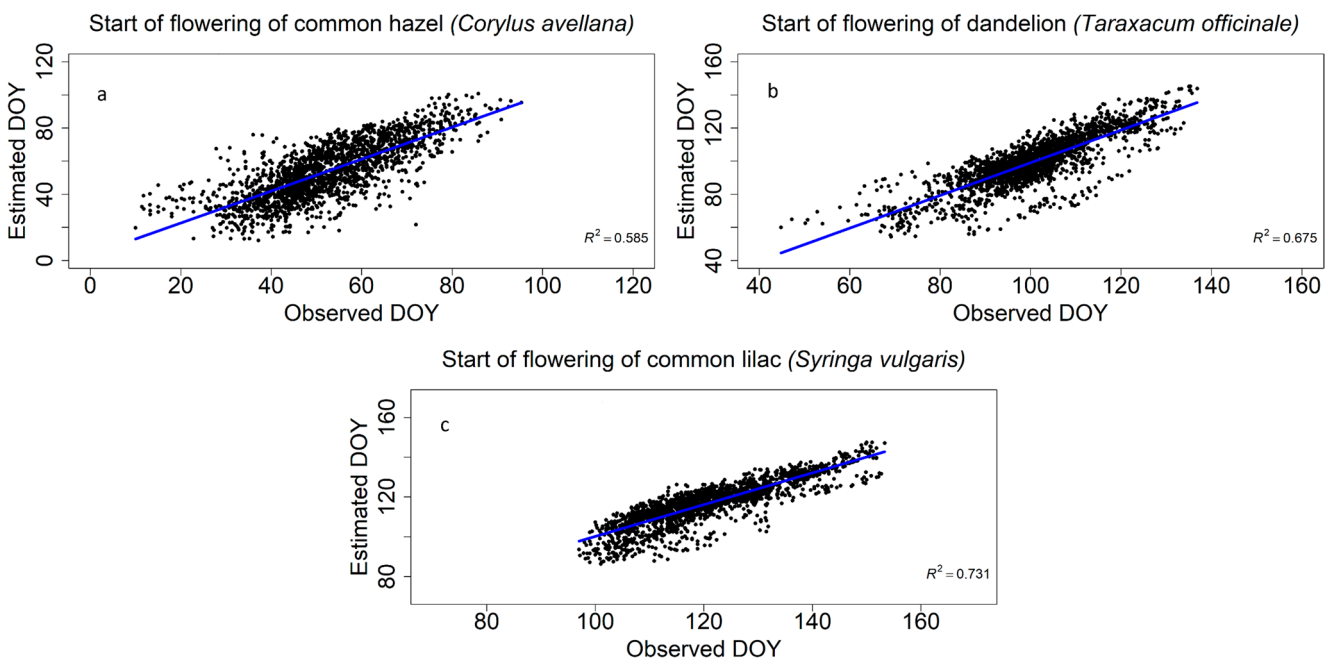 Start of flowering of common hazel (Corylus avellana)
a
Estimated DOY
0 40 80 120
R² = 0.585
0 20 40 60 80 100 120
Observed DOY
Start of flowering of dandelion (Taraxacum officinale)
b
Estimated DOY
40 80 120 160
R² = 0.675
40 60 80 100 120 140 160
Observed DOY
Start of flowering of common lilac (Syringa vulgaris)
c
Estimated DOY
80 120 160
R² = 0.731
80 100 120 140 160
Observed DOY